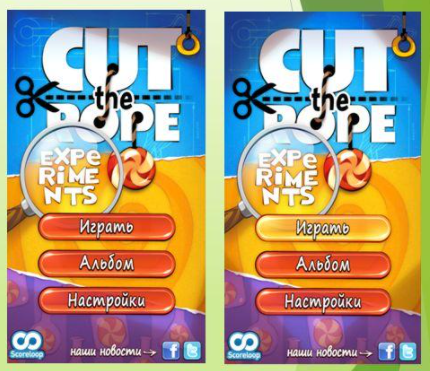 CUT
the
ROPE
EXPE
RiME
NTS
Играть
Альбом
Настройки
Scoreloop
наши новости
f
t
CUT
the
ROPE
EXPE
RiME
NTS
Играть
Альбом
Настройки
Scoreloop
наши новости
f
t